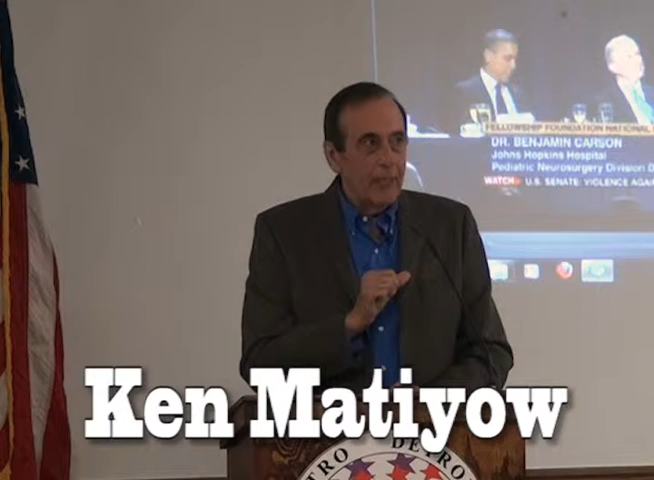 FELLOWSHIP FOUNDATION NATIONAL
DR. BENJAMIN CARSON
Johns Hopkins Hospital
Pediatric Neurosurgery Division D
WATCH U.S. SENATE: VIOLENCE AGAI
Ken Matiyow
TRO DETRO